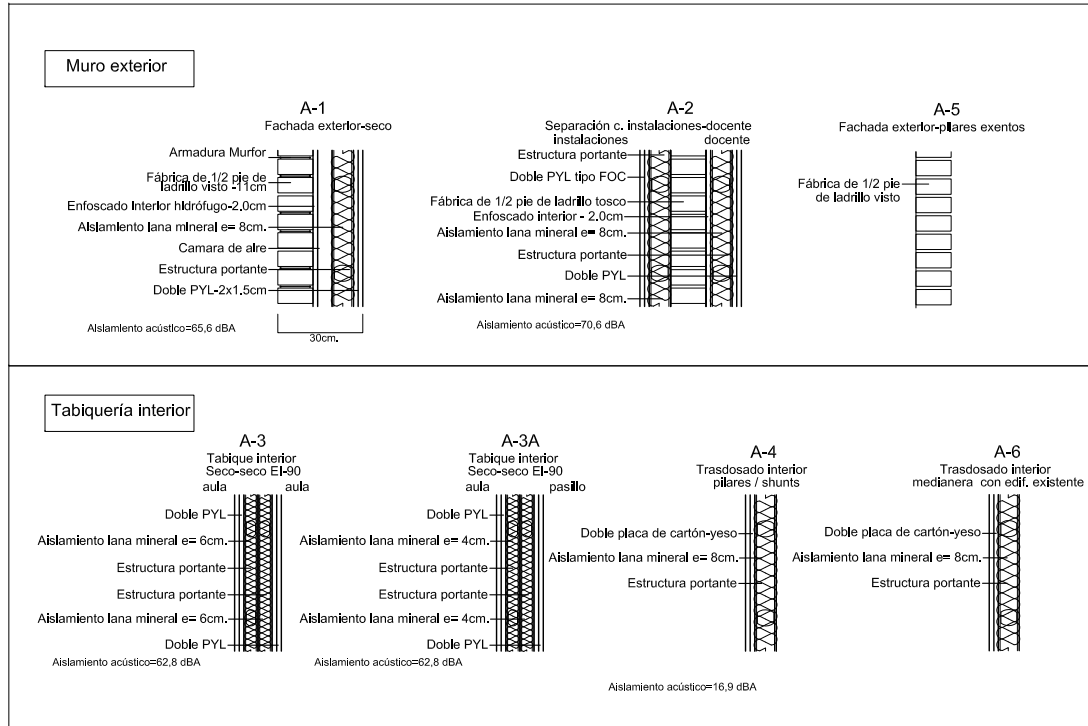 Muro exterior
A-1
Fachada exterior-seco
Armadura Murfor
Fábrica de 1/2 pie de
ladrillo visto -11cm
Enfoscado interior hidrófugo-2.0cm
Aislamiento lana mineral e= 8cm.
Camara de aire
Estructura portante
Doble PYL-2x1.5cm
Aislamiento acústico=65,6 dBA
30cm.
A-2
Separación c. instalaciones-docente
instalaciones docente
Estructura portante
Doble PYL tipo FOC
Fábrica de 1/2 pie de ladrillo tosco
Enfoscado interior - 2.0cm
Aislamiento lana mineral e= 8cm.
Estructura portante
Doble PYL
Aislamiento lana mineral e= 8cm.
Aislamiento acústico=70,6 dBA
A-5
Fachada exterior-pilares exentos
Fábrica de 1/2 pie
de ladrillo visto
Tabiquería interior
A-3
Tabique interior
Seco-seco EI-90
aula aula
Doble PYL
Aislamiento lana mineral e= 6cm.
Estructura portante
Estructura portante
Aislamiento lana mineral e= 6cm.
Doble PYL
Aislamiento acústico=62,8 dBA
A-3A
Tabique interior
Seco-seco EI-90
aula pasillo
Doble PYL
Aislamiento lana mineral e= 4cm.
Estructura portante
Estructura portante
Aislamiento lana mineral e= 4cm.
Doble PYL
Aislamiento acústico=62,8 dBA
A-4
Trasdosado interior
pilares / shunts
Doble placa de cartón-yeso
Aislamiento lana mineral e= 8cm.
Estructura portante
Aislamiento acústico=16,9 dBA
A-6
Trasdosado interior
medianera con edif. existente
Doble placa de cartón-yeso
Aislamiento lana mineral e= 8cm.
Estructura portante